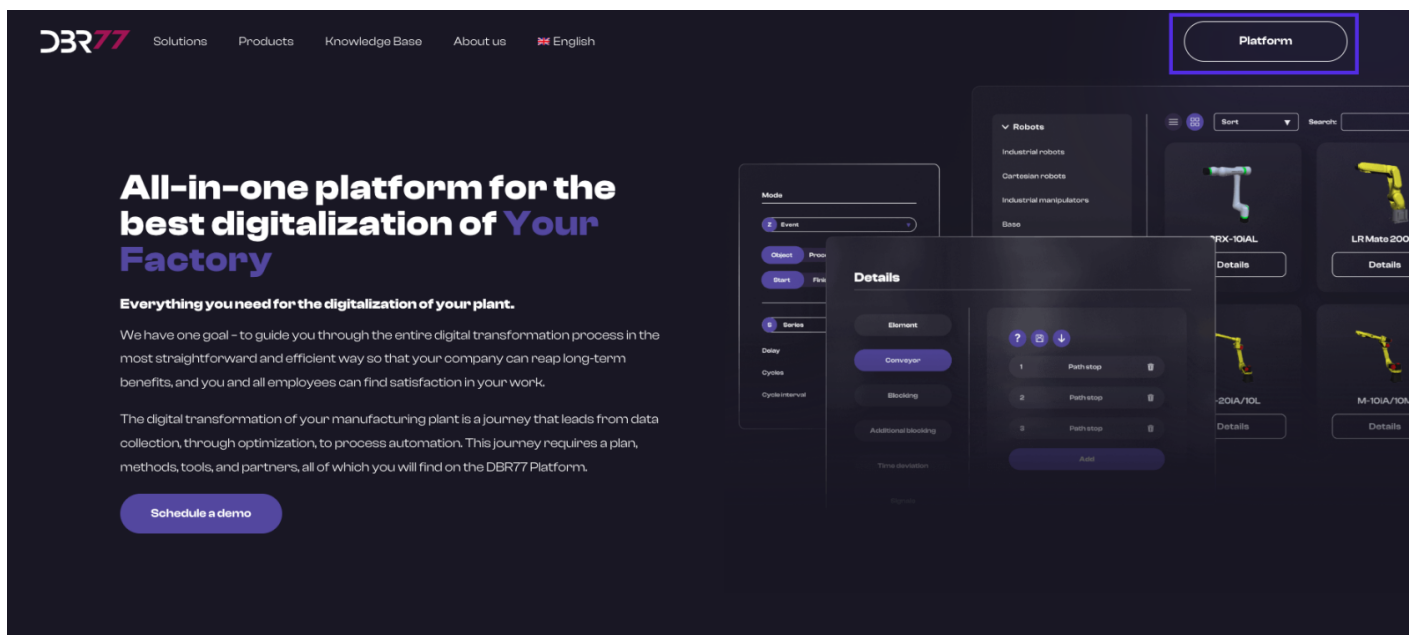 DBR77
Solutions
Products
Knowledge Base
About us
English
Platform
All-in-one platform for the
best digitalization of Your
Factory
Everything you need for the digitalization of your plant.
We have one goal – to guide you through the entire digital transformation process in the
most straightforward and efficient way so that your company can reap long-term
benefits, and you and all employees can find satisfaction in your work.
The digital transformation of your manufacturing plant is a journey that leads from data
collection, through optimization, to process automation. This journey requires a plan,
methods, tools, and partners, all of which you will find on the DBR77 Platform.
Schedule a demo
Mode
2 Event
Object
Start
5 Series
Delay
Cycles
Cycle interval
Robots
Industrial robots
Cartesian robots
Industrial manipulators
Base
Sort
Search:
RX-10iAL
Details
LR Mate 200
Details
-20iA/10L
Details
M-10iA/10M
Details
Details
Element
Conveyor
Blocking
Additional blocking
Time deviation
?
1 Path stop
2 Path stop
3 Path stop
Add